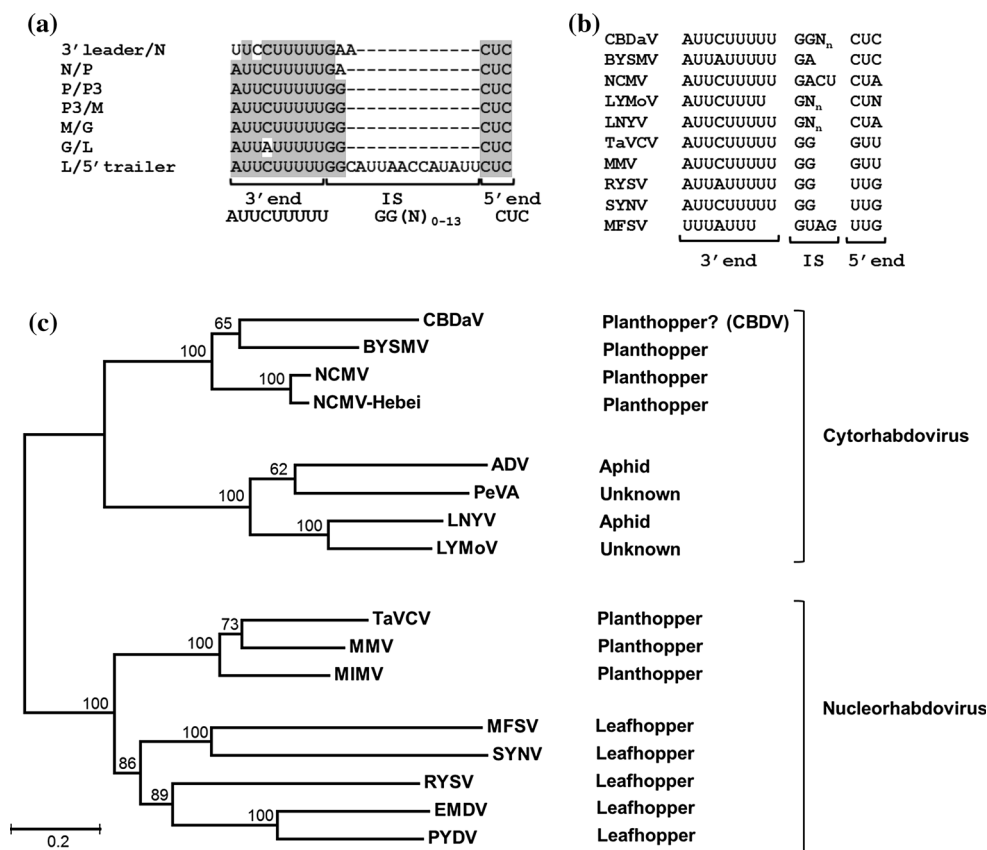 (a)
3′leader/N UUCCUUUUUGAA−−−−−−−−−−−−−CUC
N/P AUUCUUUUUGA−−−−−−−−−−−−−−CUC
P/P3 AUUCUUUUUGG−−−−−−−−−−−−−−CUC
P3/M AUUCUUUUUGG−−−−−−−−−−−−−−CUC
M/G AUUCUUUUUGG−−−−−−−−−−−−−−CUC
G/L AUUAUUUUUGG−−−−−−−−−−−−−−CUC
L/5′trailer AUUCUUUUUGGCAUUAACCAUAUUCUC
3′end IS 5′end
AUUCUUUUU GG(N)0-13 CUC
(b)
CBDaV AUUCUUUUU GGNn CUC
BYSMV AUUAUUUUU GA CUC
NCMV AUUCUUUUU GACU CUA
LYMoV AUUCUUUU GNn CUN
LNYV AUUCUUUUU GNn CUA
TaVCV AUUCUUUUU GG GUU
MMV AUUCUUUUU GG GUU
RYSV AUUAUUUUU GG UUG
SYNV AUUCUUUUU GG UUG
MFSV UUUAUUU GUAG UUG
3′end IS 5′end
(c)
65 CBDaV Planthopper? (CBDV)
100 BYSMV Planthopper
100 NCMV Planthopper
NCMV-Hebei Planthopper
Cytorhabdovirus
62 ADV Aphid
100 PeVA Unknown
100 LNYV Aphid
LYMoV Unknown
73 TaVCV Planthopper
100 MMV Planthopper
MIMV Planthopper
100
Nucleorhabdovirus
100 MFSV Leafhopper
86 SYNV Leafhopper
89 RYSV Leafhopper
100 EMDV Leafhopper
PYDV Leafhopper
0.2